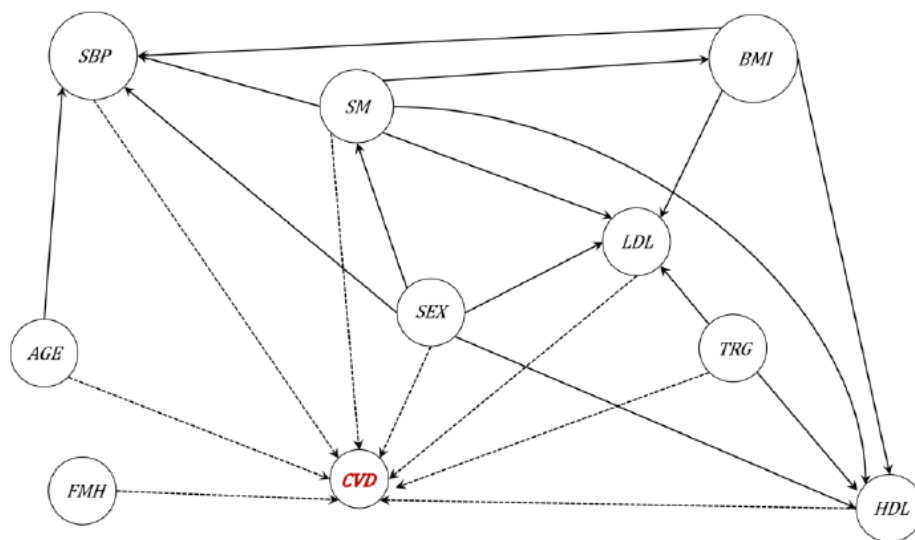 SBP
BMI
SM
LDL
SEX
TRG
AGE
CVD
FMH
HDL